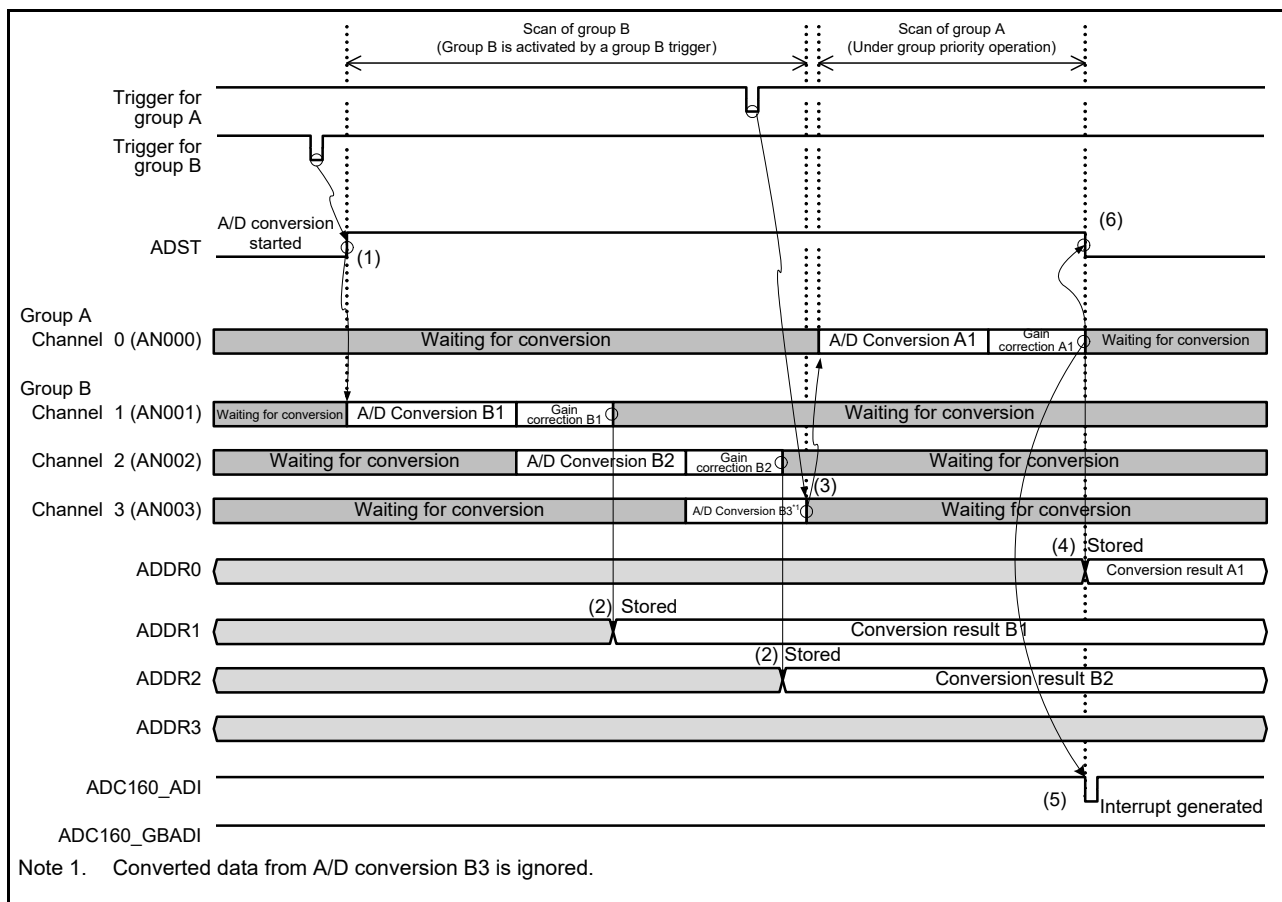 Scan of group B
(Group B is activated by a group B trigger)
Scan of group A
(Under group priority operation)
Trigger for
group A
Trigger for
group B
A/D conversion
started
ADST
(1)
(6)
Group A
Channel 0 (AN000)
Waiting for conversion
A/D Conversion A1
Gain
correction A1
Waiting for conversion
Group B
Channel 1 (AN001)
Waiting for conversion
A/D Conversion B1
Gain
correction B1
Waiting for conversion
Channel 2 (AN002)
Waiting for conversion
A/D Conversion B2
Gain
correction B2
Waiting for conversion
(3)
Channel 3 (AN003)
Waiting for conversion
A/D Conversion B3*1
Waiting for conversion
(4) Stored
ADDR0
Conversion result A1
(2) Stored
ADDR1
Conversion result B1
(2) Stored
ADDR2
Conversion result B2
ADDR3
ADC160_ADI
(5)
Interrupt generated
ADC160_GBADI
Note 1. Converted data from A/D conversion B3 is ignored.